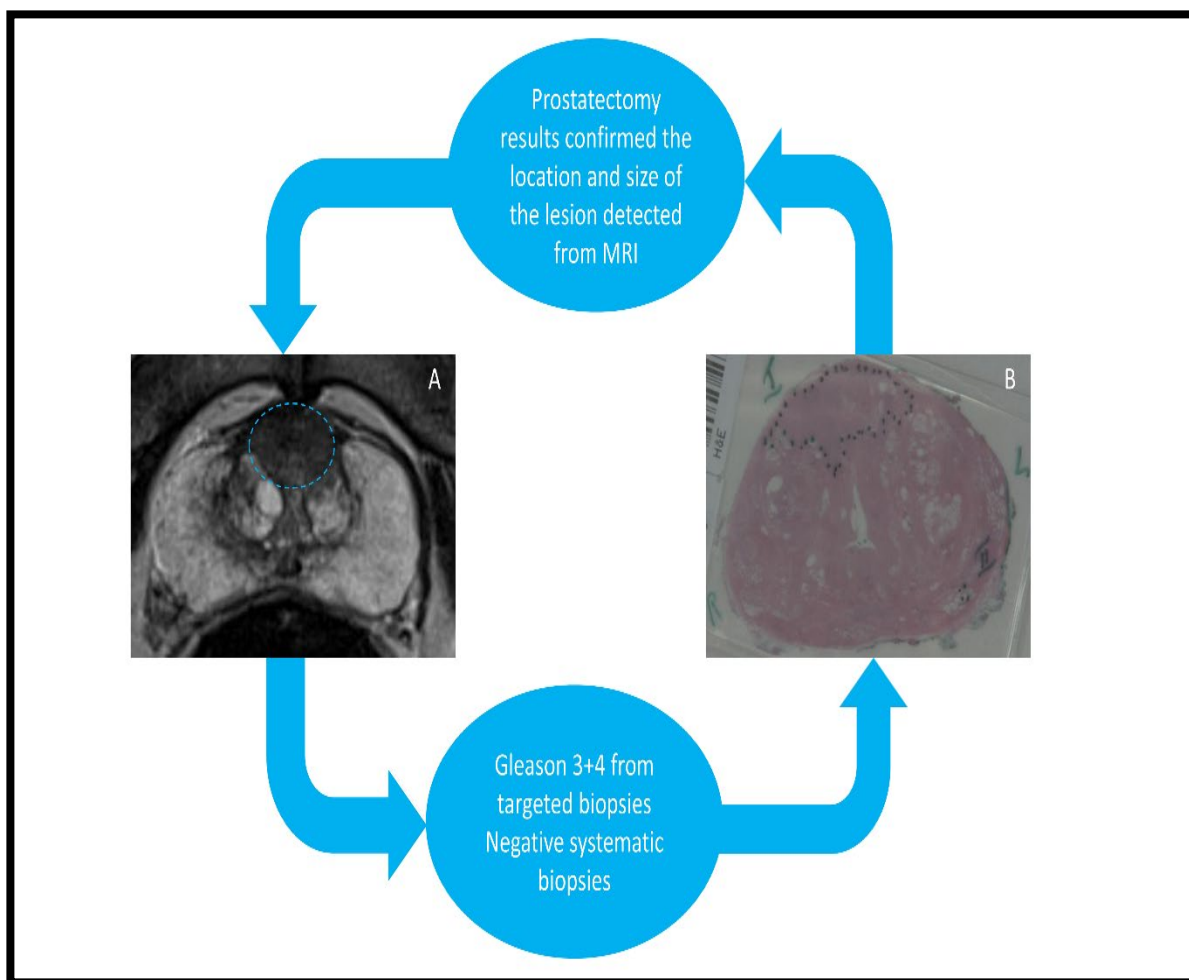 Prostatectomy
results confirmed the
location and size of
the lesion detected
from MRI
A
B
H&E
II
Gleason 3+4 from
targeted biopsies
Negative systematic
biopsies